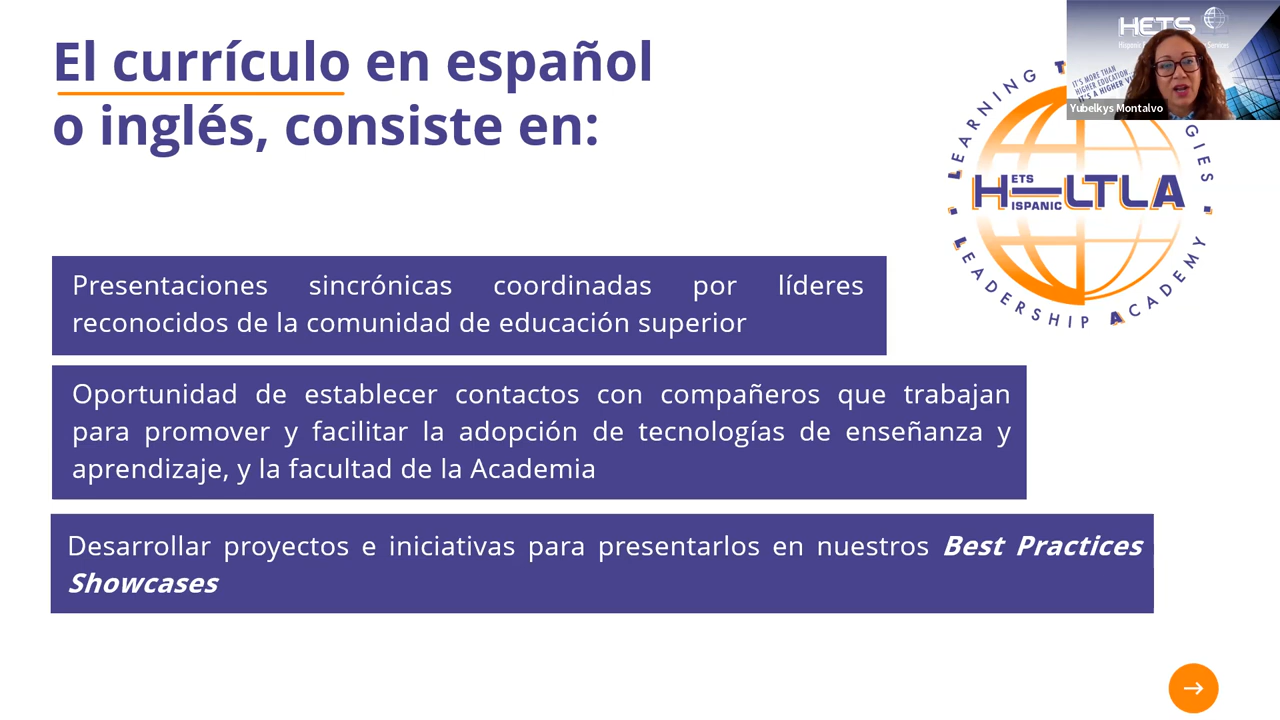 El currículo en español
o inglés, consiste en:
HETS
IT'S MORE THAN
HIGHER EDUCATION...
Yubelkys Montalvo
LEARNING
GIES
H ETS ISPANIC LTLA
LEADERSHIP ACADEMY
Presentaciones sincrónicas coordinadas por líderes
reconocidos de la comunidad de educación superior
Oportunidad de establecer contactos con compañeros que trabajan
para promover y facilitar la adopción de tecnologías de enseñanza y
aprendizaje, y la facultad de la Academia
Desarrollar proyectos e iniciativas para presentarlos en nuestros Best Practices
Showcases